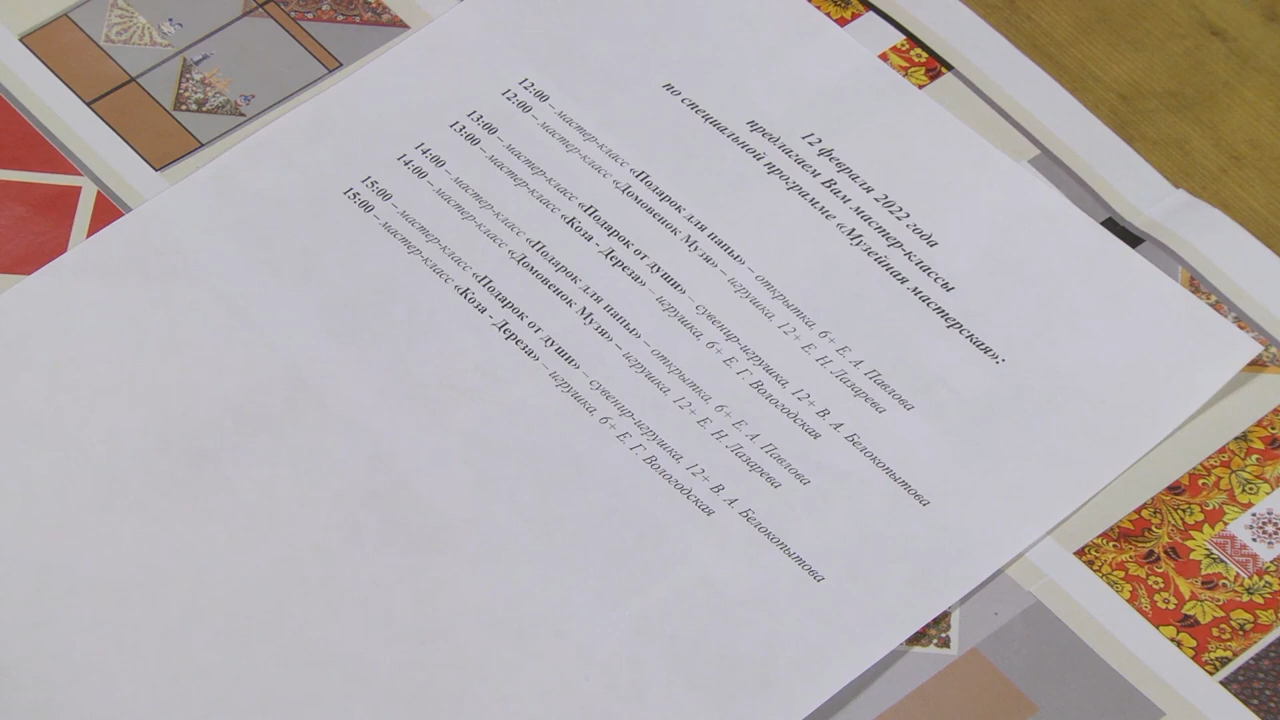 12 февраля 2022 года
предлагаем Вам мастер-классы
по специальной программе «Музейная мастерская»:
12:00 – мастер-класс «Подарок для папы» – открытка, 6+ Е. А. Павлова
12:00 – мастер-класс «Домовенок Музя» – игрушка, 12+ Е. Н. Лазарева
13:00 – мастер-класс «Подарок от души» – сувенир-игрушка, 12+ В. А. Белокопытова
13:00 – мастер-класс «Коза - Дереза» – игрушка, 6+ Е. Г. Вологодская
14:00 – мастер-класс «Подарок для папы» – открытка, 6+ Е. А. Павлова
14:00 – мастер-класс «Домовенок Музя» – игрушка, 12+ Е. Н. Лазарева
15:00 – мастер-класс «Подарок от души» – сувенир-игрушка, 12+ В. А. Белокопытова
15:00 – мастер-класс «Коза - Дереза» – игрушка, 6+ Е. Г. Вологодская